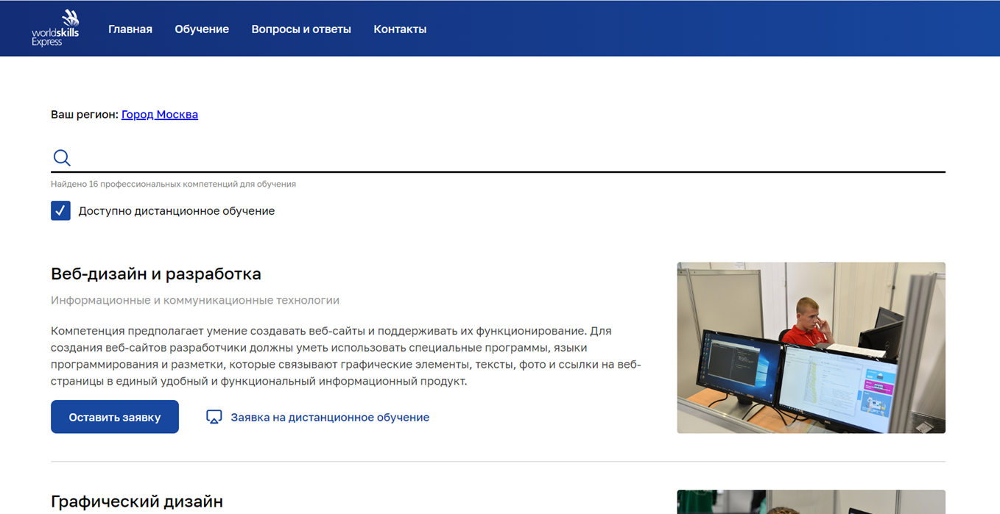 worldskills
Express
Главная
Обучение
Вопросы и ответы
Контакты
Ваш регион: Город Москва
Найдено 16 профессиональных компетенций для обучения
Доступно дистанционное обучение
Веб-дизайн и разработка
Информационные и коммуникационные технологии
Компетенция предполагает умение создавать веб-сайты и поддерживать их функционирование. Для
создания веб-сайтов разработчики должны уметь использовать специальные программы, языки
программирования и разметки, которые связывают графические элементы, тексты, фото и ссылки на веб-
страницы в единый удобный и функциональный информационный продукт.
Оставить заявку
Заявка на дистанционное обучение
Графический дизайн